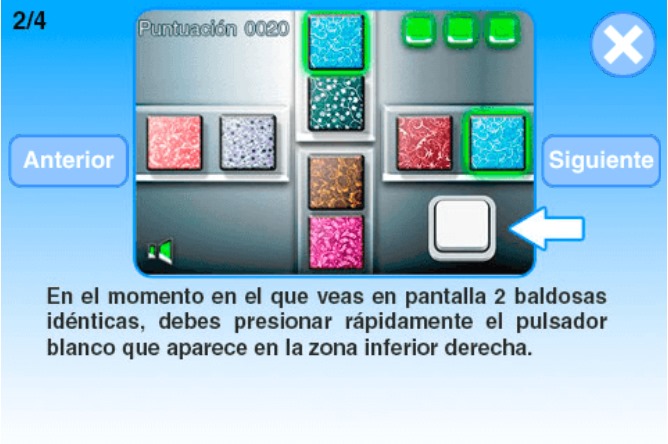 2/4
Puntuación 0020
Anterior
Siguiente
En el momento en el que veas en pantalla 2 baldosas
idénticas, debes presionar rápidamente el pulsador
blanco que aparece en la zona inferior derecha.